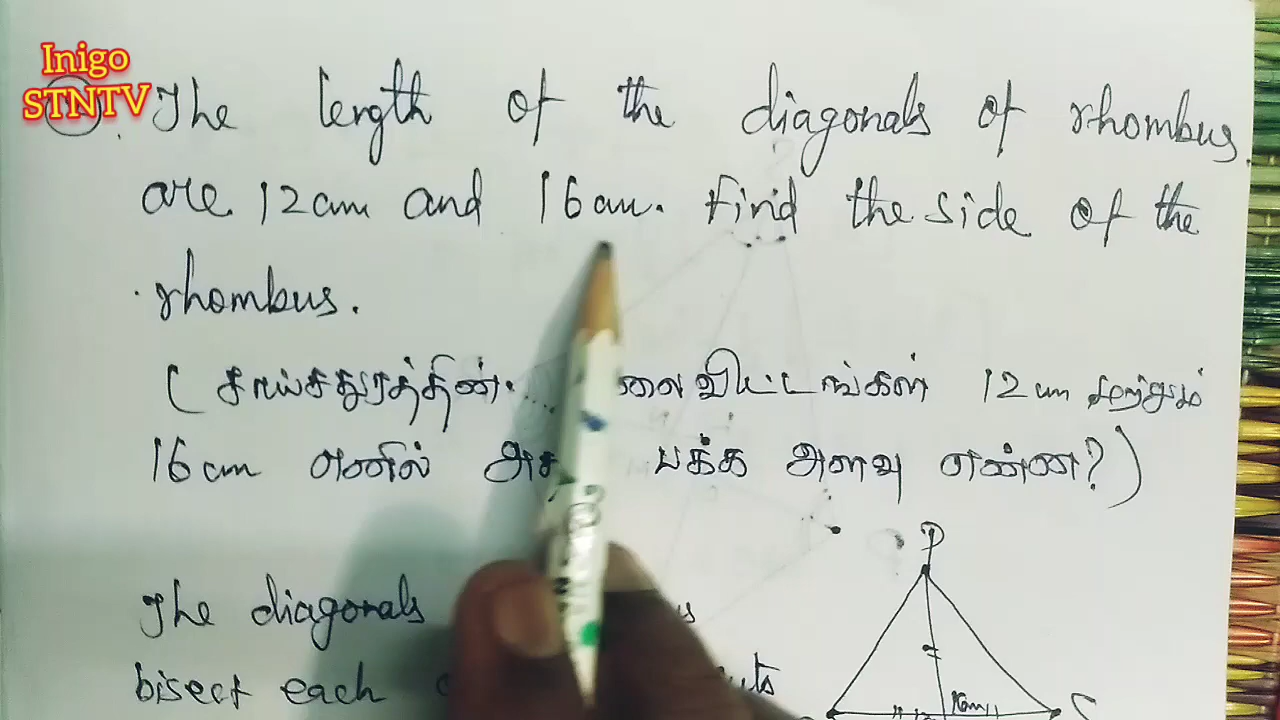 Inigo
STNTV
The length of the diagonals of rhombus
are 12cm and 16cm. Find the side of the
rhombus.
( சாய்சதுரத்தின்
லைவிட்டங்கள் 12cm மற்றும்
16cm எனில் அத பக்க அளவு என்ன?)
The diagonals
bisect each
P